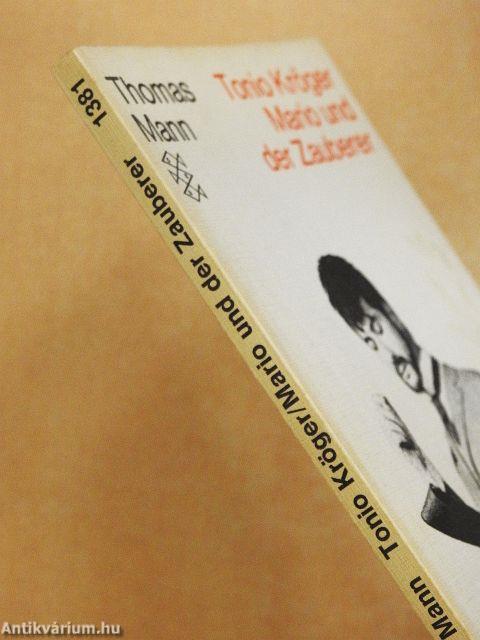 Thomas
Mann
Tonio Kröger
Mario und
der Zauberer
Mann Tonio Kröger/Mario und der Zauberer 1381
Antikvárium.hu